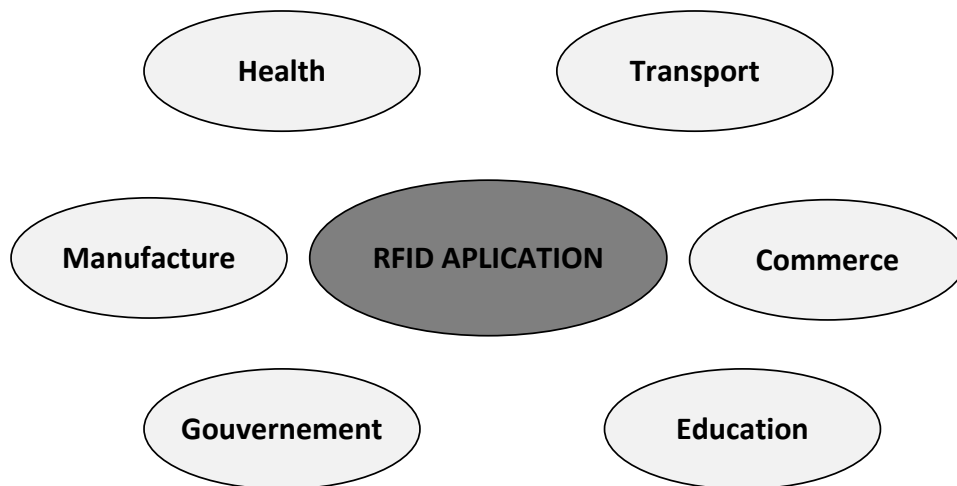 Health
Transport
Manufacture
RFID APLICATION
Commerce
Gouvernement
Education